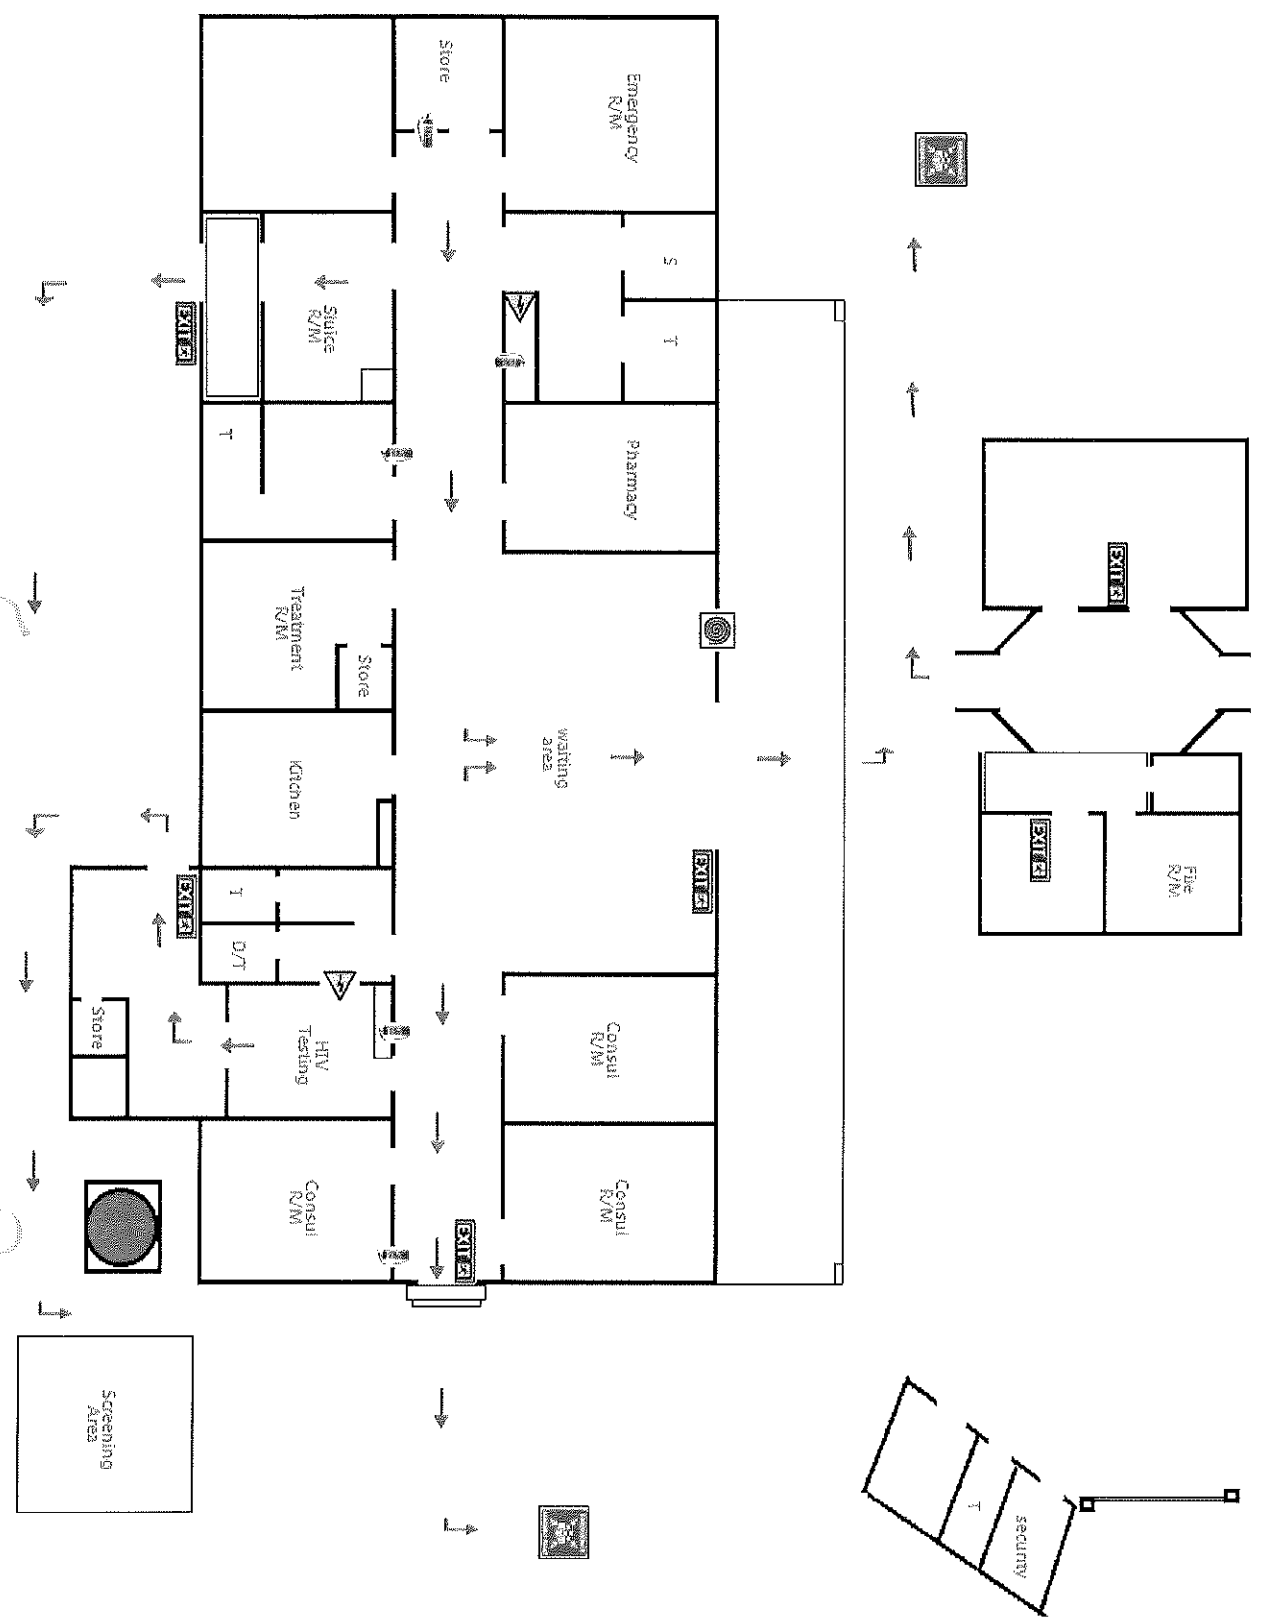 Store
Emergency
R/M
S
T
Sluice
R/M
EXIT
T
Pharmacy
EXIT
Treatment
R/M
Store
waiting
area
Kitchen
EXIT
File
R/M
EXIT
T
EXIT
D/T
Store
HIV
Testing
Consul
R/M
Consul
R/M
Consul
R/M
EXIT
Screening
Area
T
security